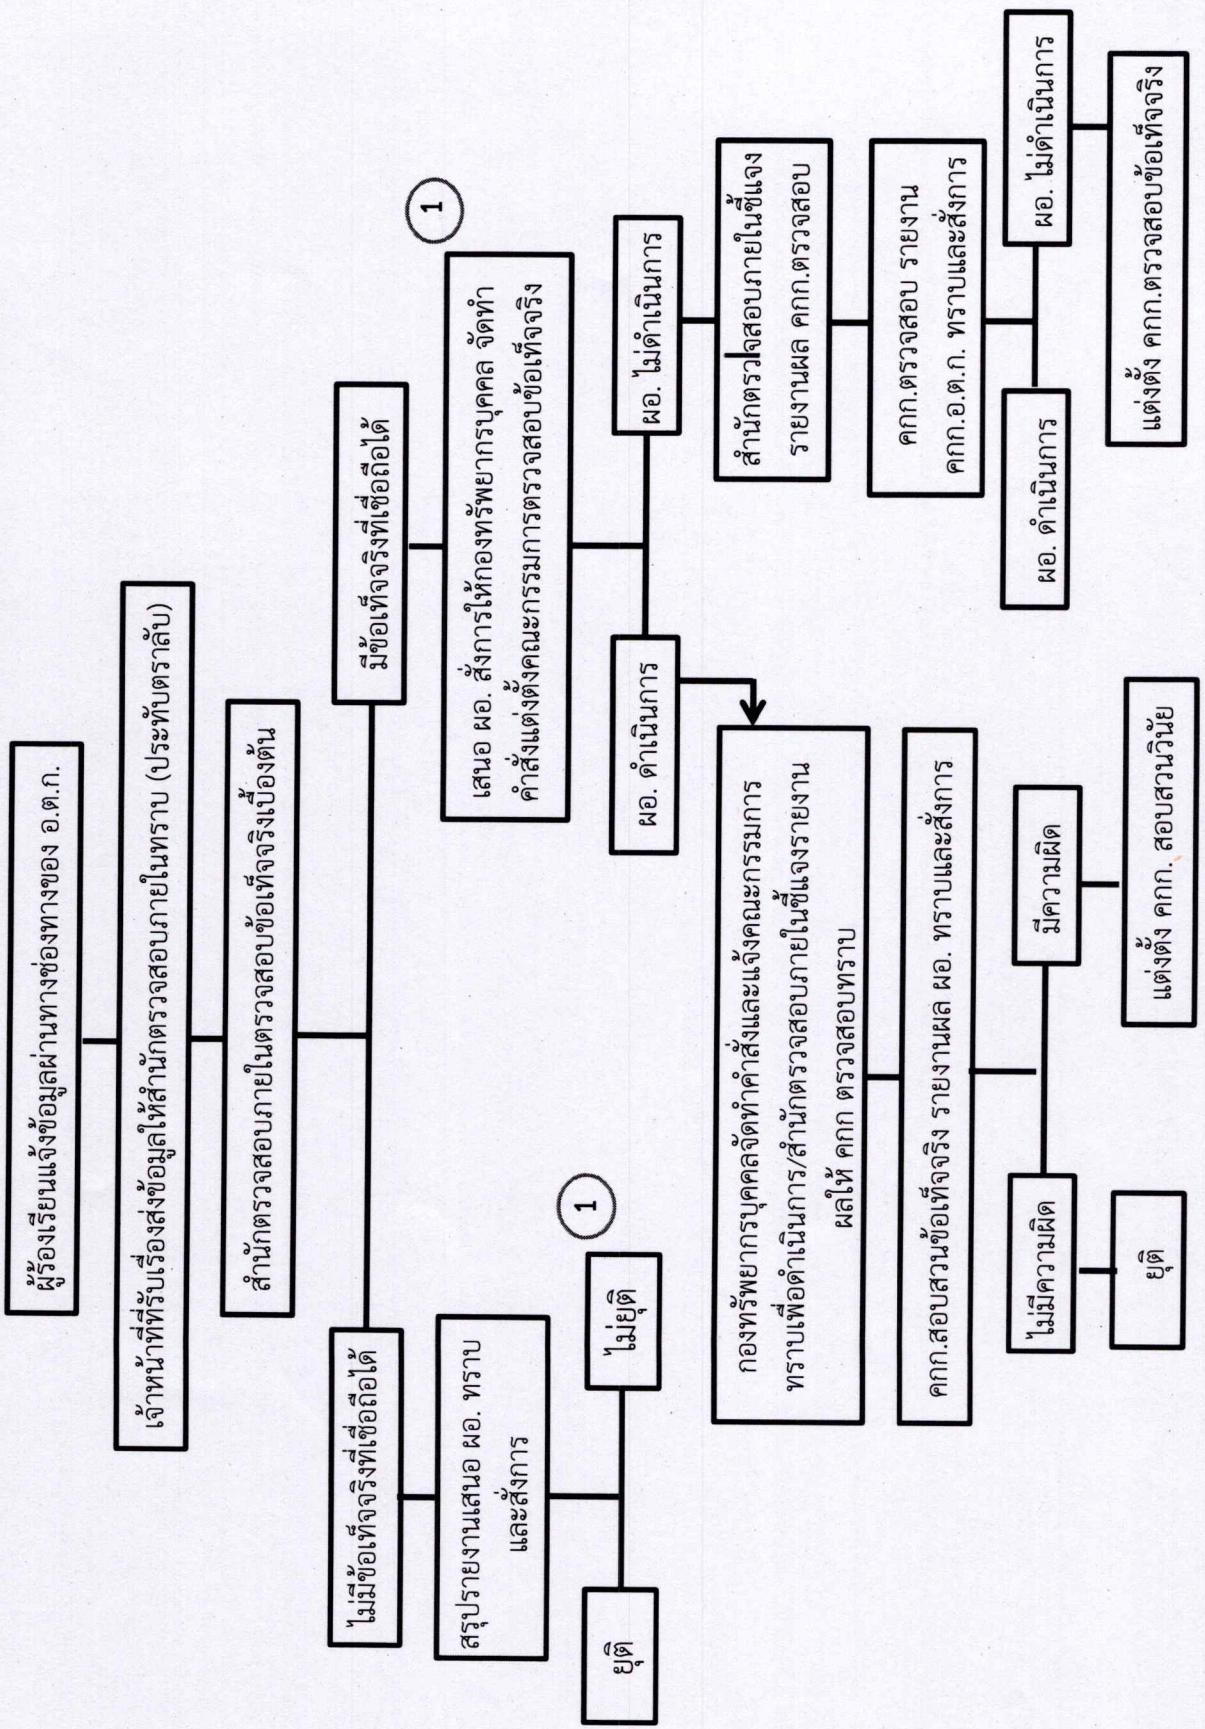 ผู้ร้องเรียนแจ้งข้อมูลผ่านทางช่องทางของ อ.ต.ก.
เจ้าหน้าที่ที่รับเรื่องส่งข้อมูลให้สำนักตรวจสอบภายในทราบ (ประทับตราลับ)
สำนักตรวจสอบภายในตรวจสอบข้อเท็จจริงเบื้องต้น
ไม่มีข้อเท็จจริงที่เชื่อถือได้
สรุปรายงานเสนอ ผอ. ทราบ
และสั่งการ
ยุติ
ไม่ยุติ
1
มีข้อเท็จจริงที่เชื่อถือได้
1
เสนอ ผอ. สั่งการให้กองทรัพยากรบุคคล จัดทำ
คำสั่งแต่งตั้งคณะกรรมการตรวจสอบข้อเท็จจริง
ผอ. ดำเนินการ
ผอ. ไม่ดำเนินการ
กองทรัพยากรบุคคลจัดทำคำสั่งและแจ้งคณะกรรมการ
ทราบเพื่อดำเนินการ/สำนักตรวจสอบภายในชี้แจงรายงาน
ผลให้ คกก ตรวจสอบทราบ
คกก.สอบสวนข้อเท็จจริง รายงานผล ผอ. ทราบและสั่งการ
ไม่มีความผิด
มีความผิด
ยุติ
แต่งตั้ง คกก. สอบสวนวินัย
สำนักตรวจสอบภายในชี้แจง
รายงานผล คกก.ตรวจสอบ
คกก.ตรวจสอบ รายงาน
คกก.อ.ต.ก. ทราบและสั่งการ
ผอ. ดำเนินการ
ผอ. ไม่ดำเนินการ
แต่งตั้ง คกก.ตรวจสอบข้อเท็จจริง